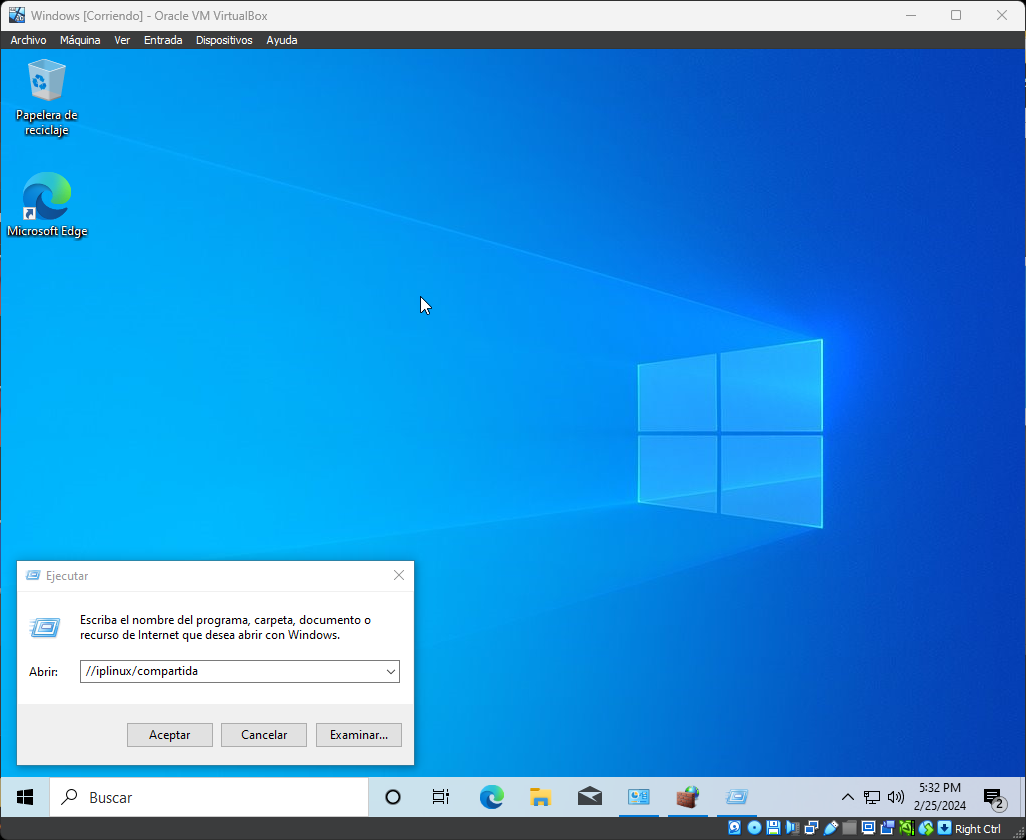 Windows [Corriendo] - Oracle VM VirtualBox
Archivo Máquina Ver Entrada Dispositivos Ayuda
Papelera de
reciclaje
Microsoft Edge
Ejecutar
Escriba el nombre del programa, carpeta, documento o
recurso de Internet que desea abrir con Windows.
Abrir: //iplinux/compartida
Aceptar Cancelar Examinar...
Buscar
5:32 PM
2/25/2024
2
Right Ctrl